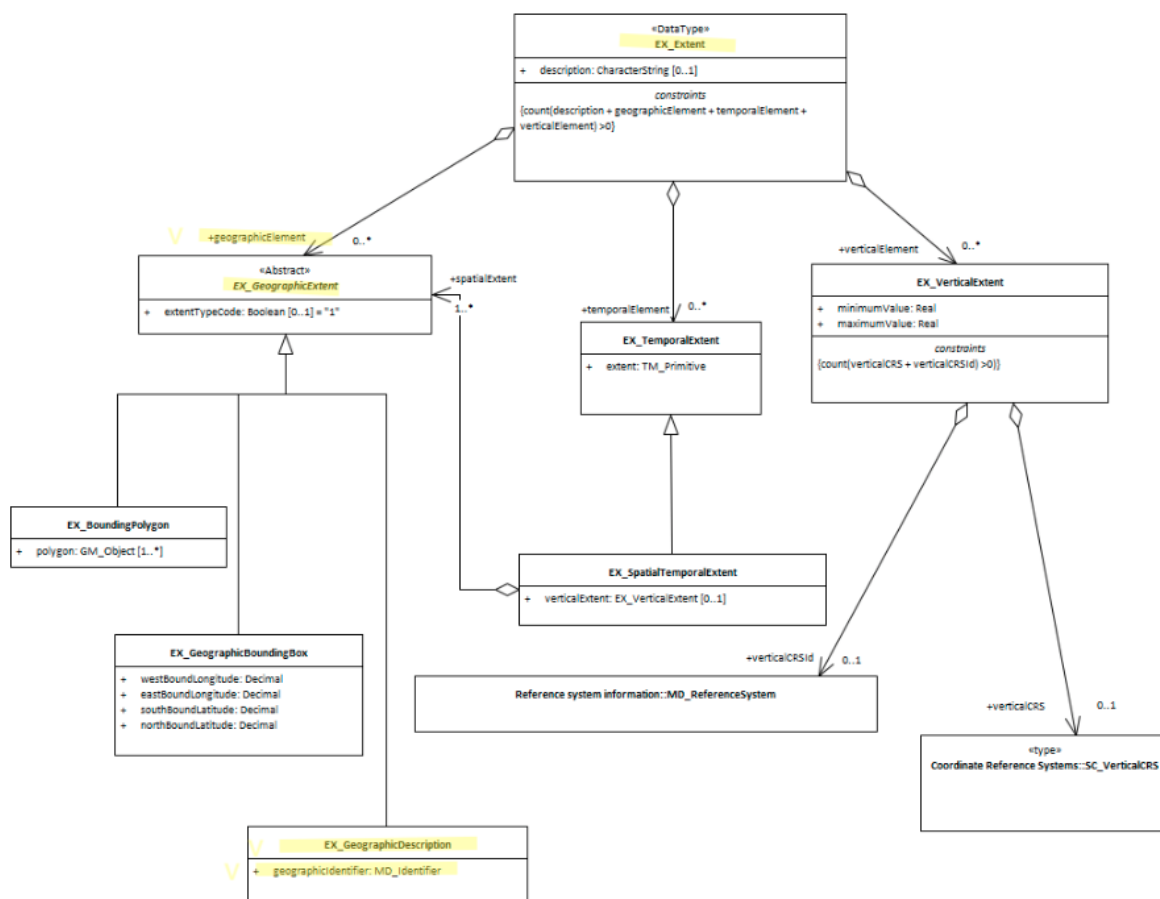 «DataType»
EX_Extent
+ description: CharacterString [0..1]
constraints
{count(description + geographicElement + temporalElement +
verticalElement) >0}
V +geographicElement
0..*
«Abstract»
EX_GeographicExtent
+ extentTypeCode: Boolean [0..1] = "1"
+spatialExtent
1..*
+temporalElement
0..*
EX_TemporalExtent
+ extent: TM_Primitive
+verticalElement
0..*
EX_VerticalExtent
+ minimumValue: Real
+ maximumValue: Real
constraints
{count(verticalCRS + verticalCRSId) >0)}
EX_BoundingPolygon
+ polygon: GM_Object [1..*]
EX_SpatialTemporalExtent
+ verticalExtent: EX_VerticalExtent [0..1]
EX_GeographicBoundingBox
+ westBoundLongitude: Decimal
+ eastBoundLongitude: Decimal
+ southBoundLatitude: Decimal
+ northBoundLatitude: Decimal
+verticalCRSId
0..1
Reference system information::MD_ReferenceSystem
+verticalCRS
0..1
«type»
Coordinate Reference Systems::SC_VerticalCRS
V EX_GeographicDescription
V + geographicIdentifier: MD_Identifier